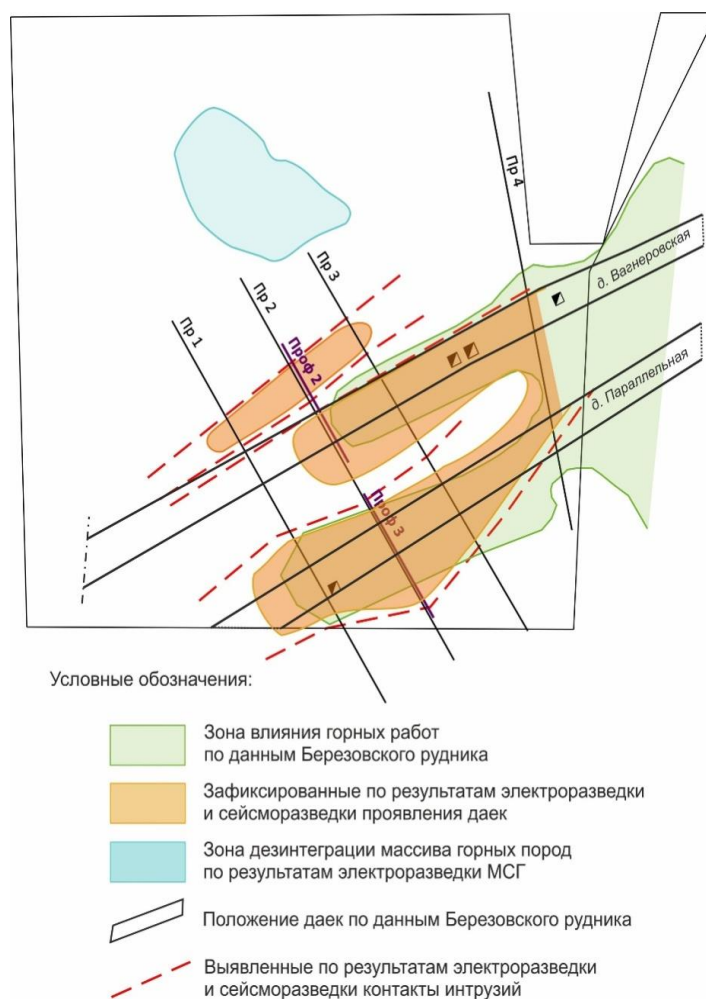 Пр 4
Пр 3
Пр 2
Пр 1
Проф 2
д. Вагнеровская
д. Параллельная
Проф 3
Условные обозначения:
Зона влияния горных работ
по данным Березовского рудника
Зафиксированные по результатам электроразведки
и сейсморазведки проявления даек
Зона дезинтеграции массива горных пород
по результатам электроразведки МСГ
Положение даек по данным Березовского рудника
Выявленные по результатам электроразведки
и сейсморазведки контакты интрузий